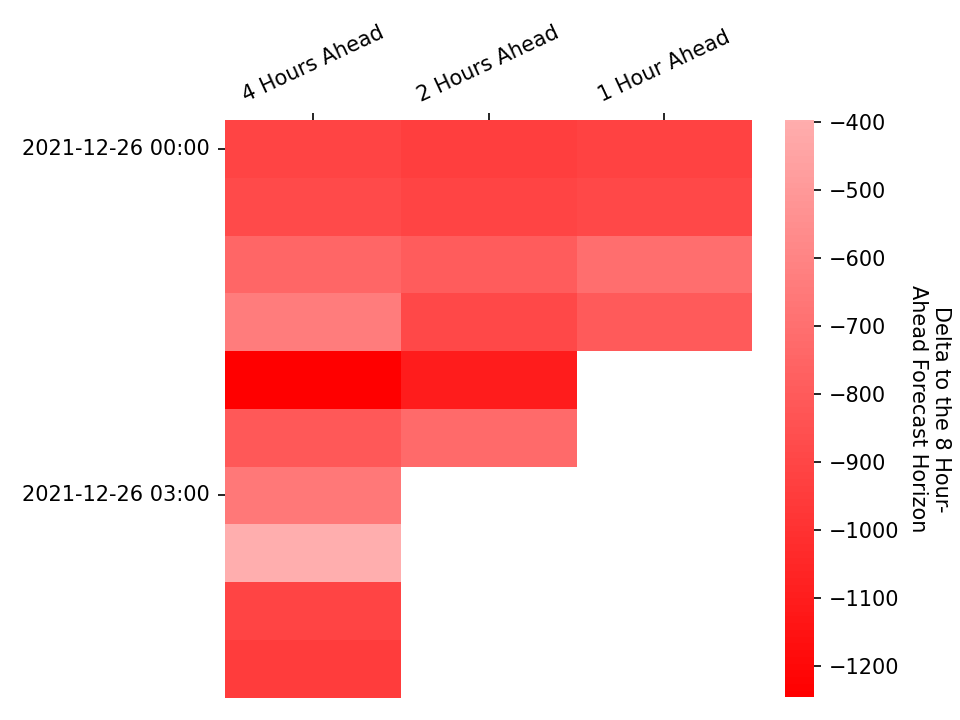 4 Hours Ahead
2 Hours Ahead
1 Hour Ahead
2021-12-26 00:00
2021-12-26 03:00
−400
−500
−600
−700
−800
−900
−1000
−1100
−1200
Delta to the 8 Hour-
Ahead Forecast Horizon